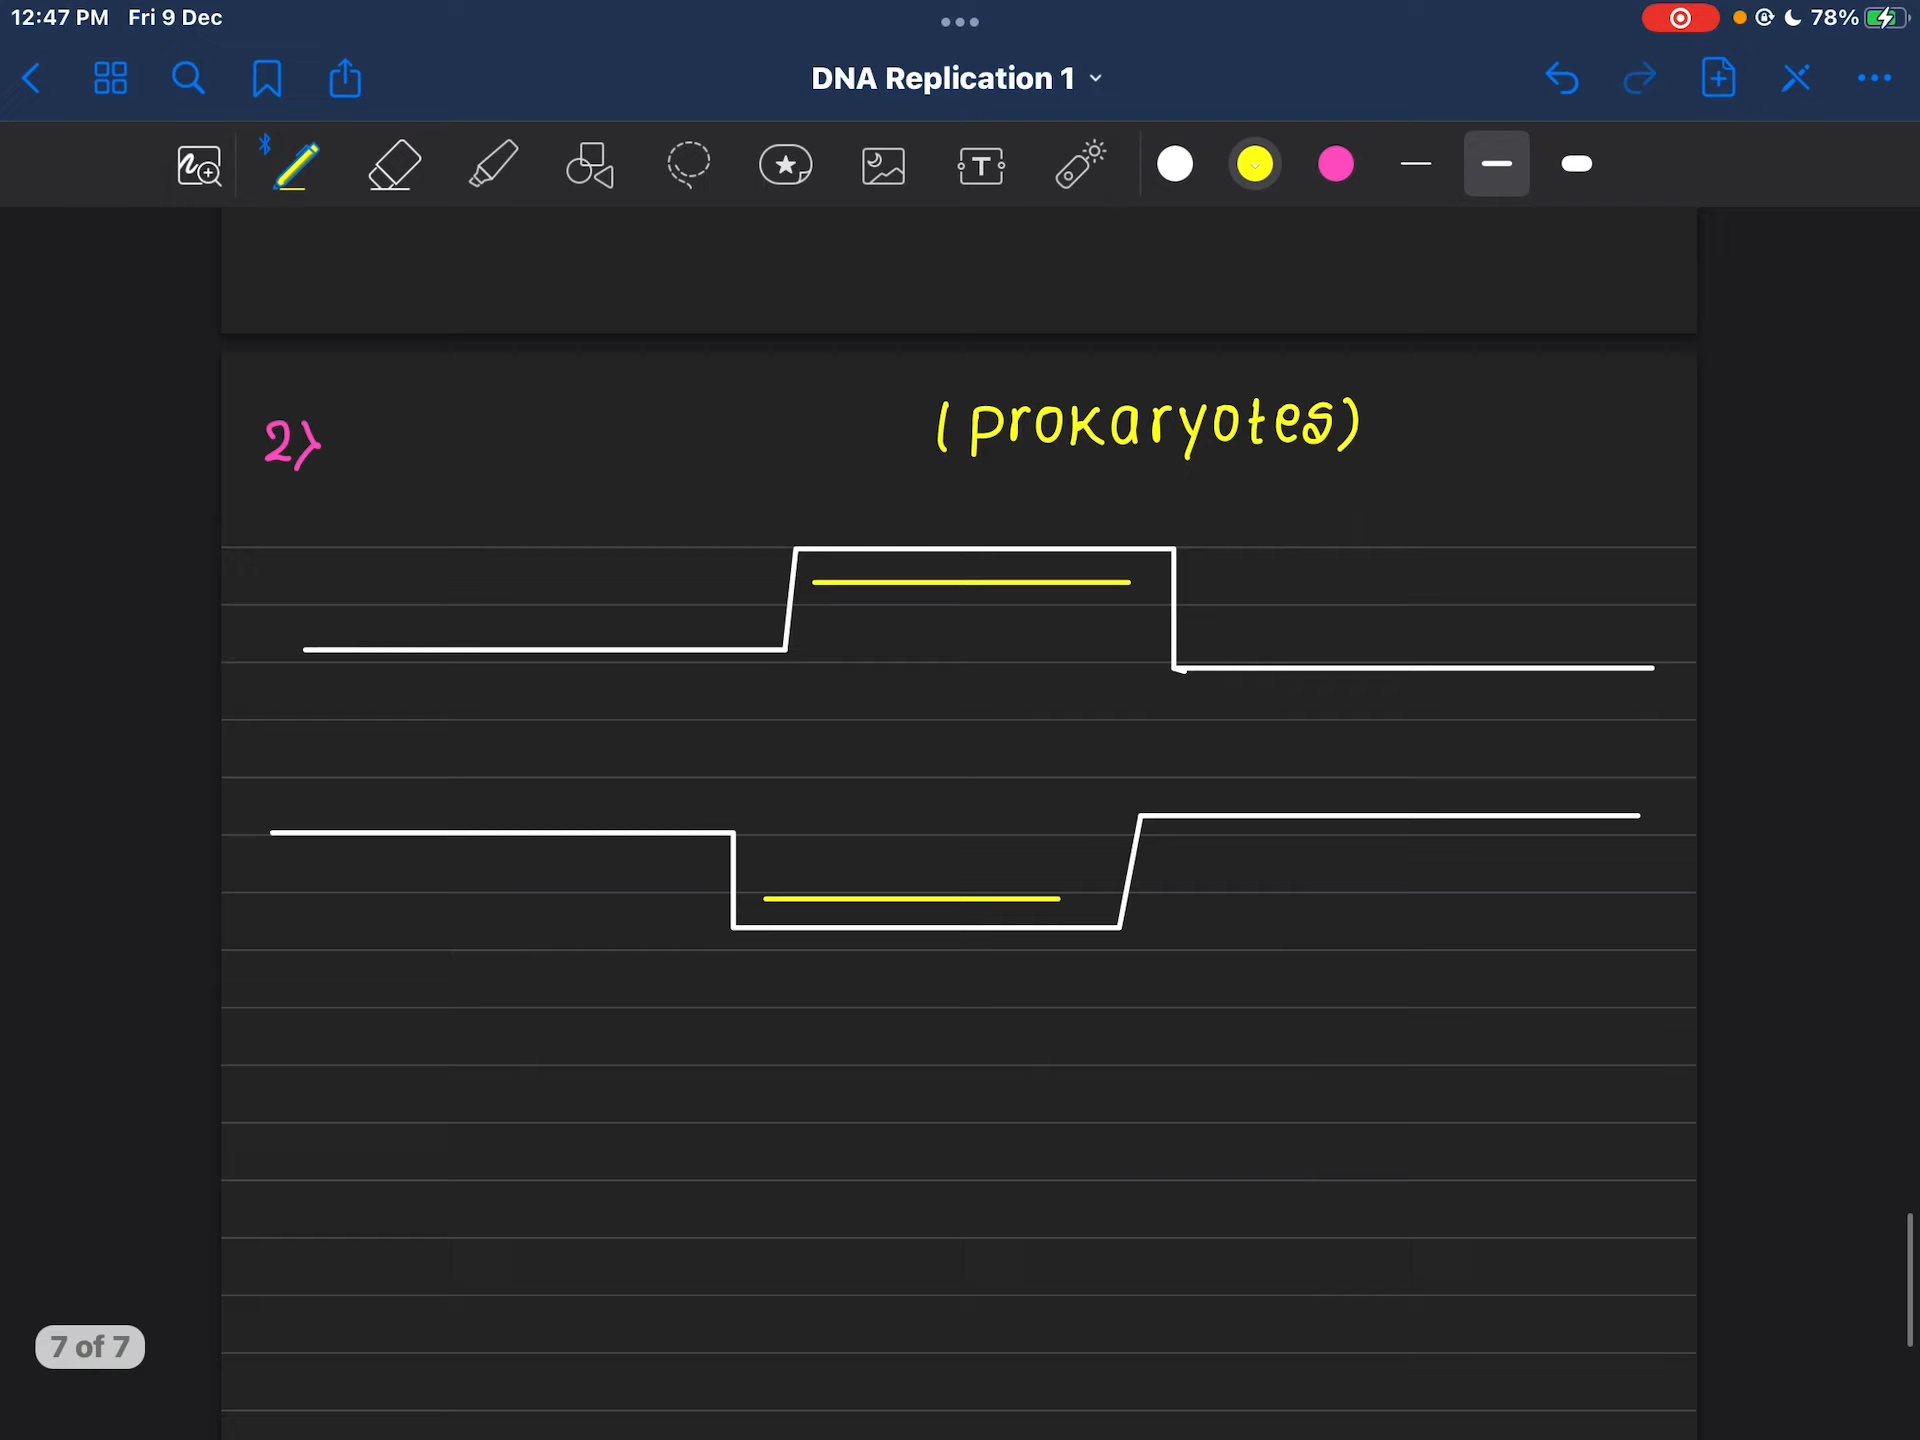 12:47 PM Fri 9 Dec
78%
DNA Replication 1
T
2)
(prokaryotes)
7 of 7